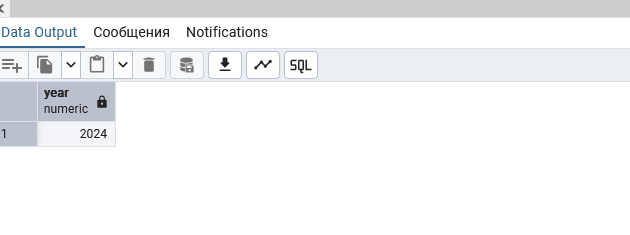 Data Output Сообщения Notifications
SQL
year
numeric
1 2024